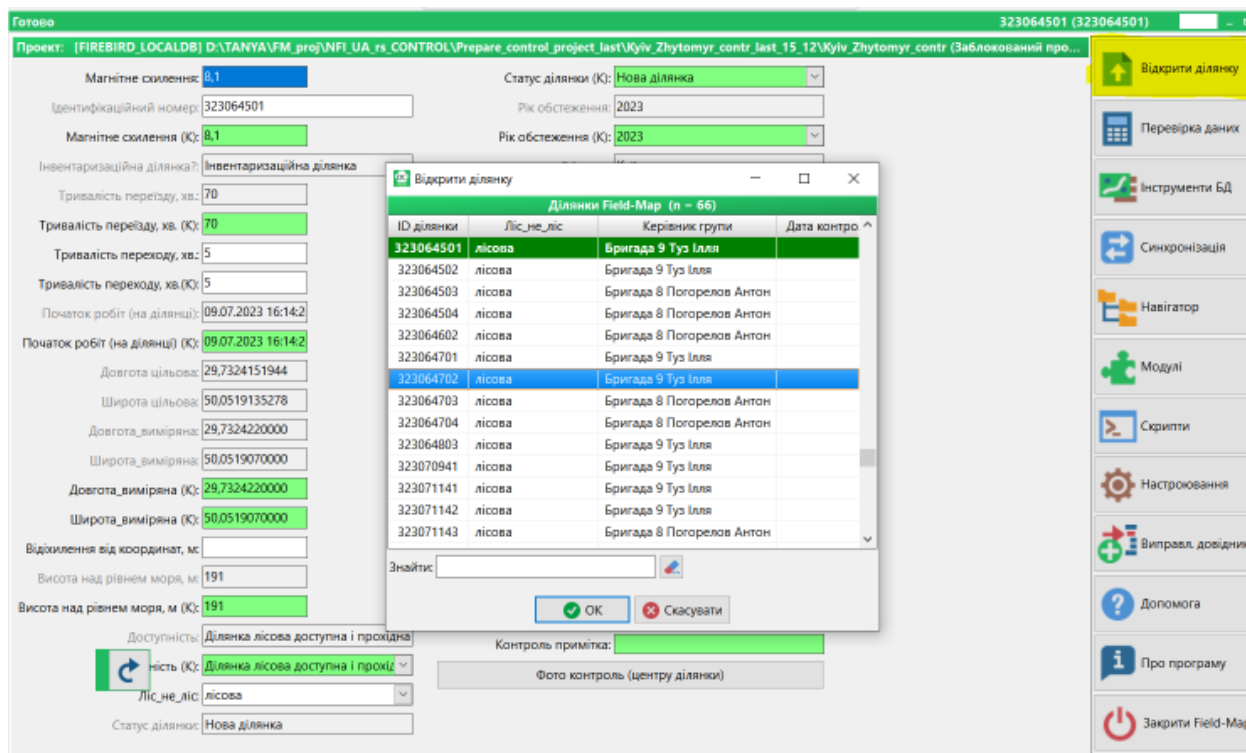 Готово
323064501 (323064501)
Проект: [FIREBIRD_LOCALDB] D:\TANYA\FM_proj\NFI_UA_rs_CONTROL\Prepare_control_project_last\Kyiv_Zhytomyr_contr_last_15_12\Kyiv_Zhytomyr_contr (Заблокований про...
Магнітне схилення: 8,1
Ідентифікаційний номер: 323064501
Магнітне схилення (К): 8,1
Інвентаризаційна ділянка?: Інвентаризаційна ділянка
Тривалість переїзду, хв.: 70
Тривалість переїзду, хв. (К): 70
Тривалість переходу, хв.: 5
Тривалість переходу, хв.(К): 5
Початок робіт (на ділянці): 09.07.2023 16:14:2
Початок робіт (на ділянці) (К): 09.07.2023 16:14:2
Довгота цільова: 29,7324151944
Широта цільова: 50,0519135278
Довгота_виміряна: 29,7324220000
Широта_виміряна: 50,0519070000
Довгота_виміряна (К): 29,7324220000
Широта_виміряна (К): 50,0519070000
Відхилення від координат, м:
Висота над рівнем моря, м: 191
Висота над рівнем моря, м (К): 191
Доступність: Ділянка лісова доступна і прохідна
ність (К): Ділянка лісова доступна і прохід
Ліс_не_ліс: лісова
Статус ділянки: Нова ділянка
Статус ділянки (К): Нова ділянка
Рік обстеження: 2023
Рік обстеження (К): 2023
Відкрити ділянку
Ділянки Field-Map (n = 66)
ID ділянки Ліс_не_ліс Керівник групи Дата контро
323064501 лісова Бригада 9 Туз Ілля
323064502 лісова Бригада 9 Туз Ілля
323064503 лісова Бригада 8 Погорелов Антон
323064504 лісова Бригада 8 Погорелов Антон
323064602 лісова Бригада 8 Погорелов Антон
323064701 лісова Бригада 9 Туз Ілля
323064702 лісова Бригада 9 Туз Ілля
323064703 лісова Бригада 8 Погорелов Антон
323064704 лісова Бригада 8 Погорелов Антон
323064803 лісова Бригада 9 Туз Ілля
323070941 лісова Бригада 9 Туз Ілля
323071141 лісова Бригада 9 Туз Ілля
323071142 лісова Бригада 9 Туз Ілля
323071143 лісова Бригада 8 Погорелов Антон
Знайти:
OK
Скасувати
Контроль примітка:
Фото контроль (центру ділянки)
Відкрити ділянку
Перевірка даних
Інструменти БД
Синхронізація
Навігатор
Модулі
Скрипти
Настроювання
Виправл. довідник
Допомога
Про програму
Закрити Field-Map